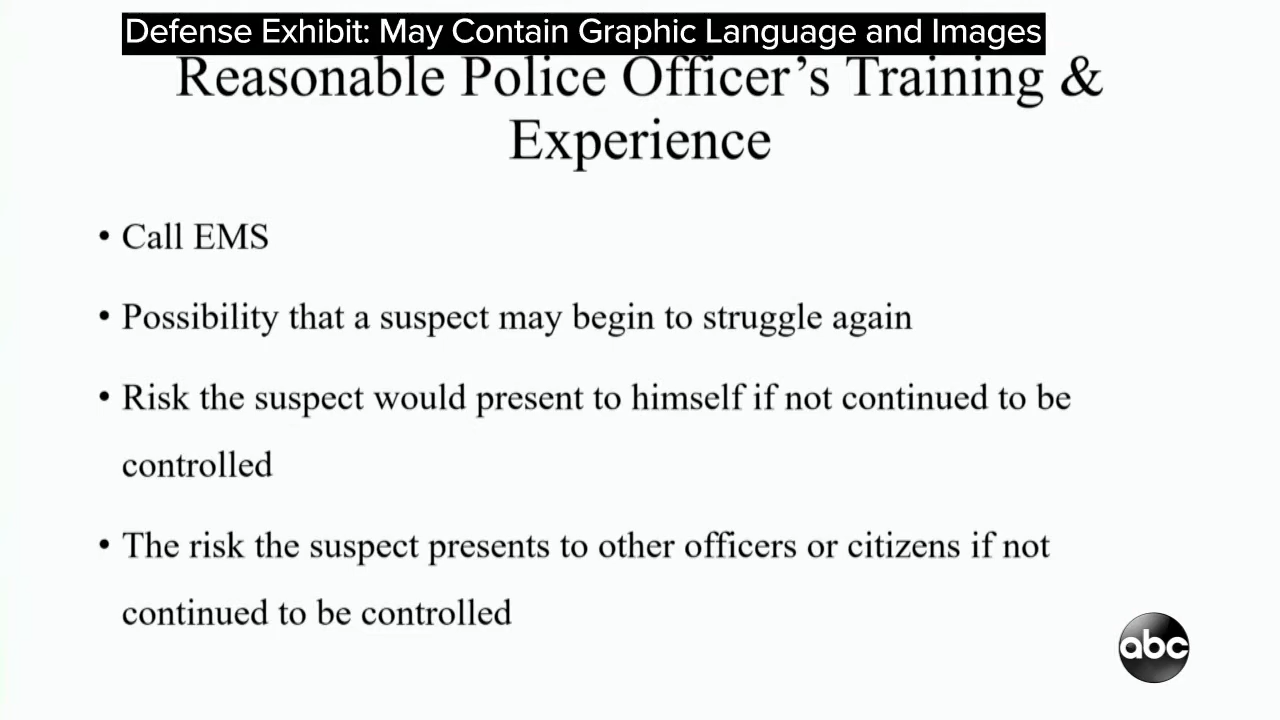 Defense Exhibit: May Contain Graphic Language and Images
Reasonable Police Officer’s Training &
Experience
• Call EMS
• Possibility that a suspect may begin to struggle again
• Risk the suspect would present to himself if not continued to be
controlled
• The risk the suspect presents to other officers or citizens if not
continued to be controlled
abc